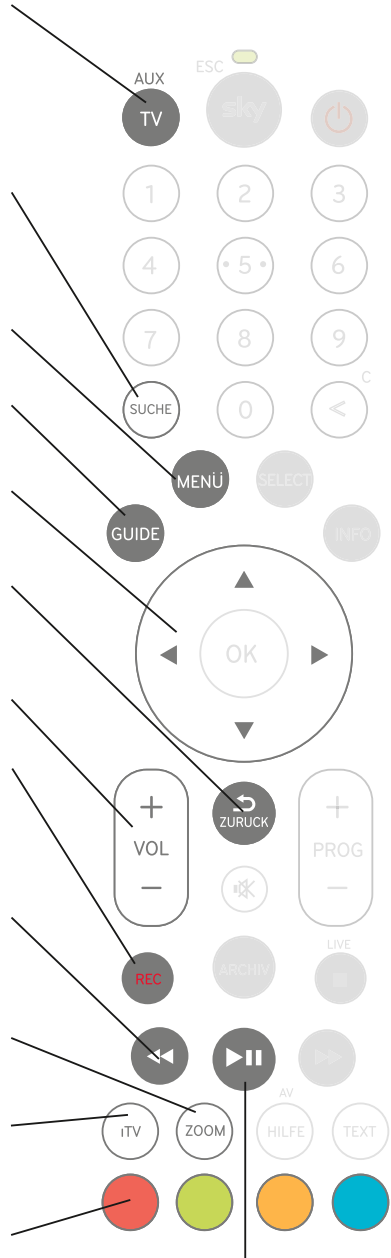 ESC
AUX
TV
sky
1 2 3
4 5 6
7 8 9
C
SUCHE 0 <
MENÜ SELECT
GUIDE INFO
OK
+ +
ZURÜCK
VOL PROG
− −
LIVE
REC ARCHIV
AV
iTV ZOOM HILFE TEXT